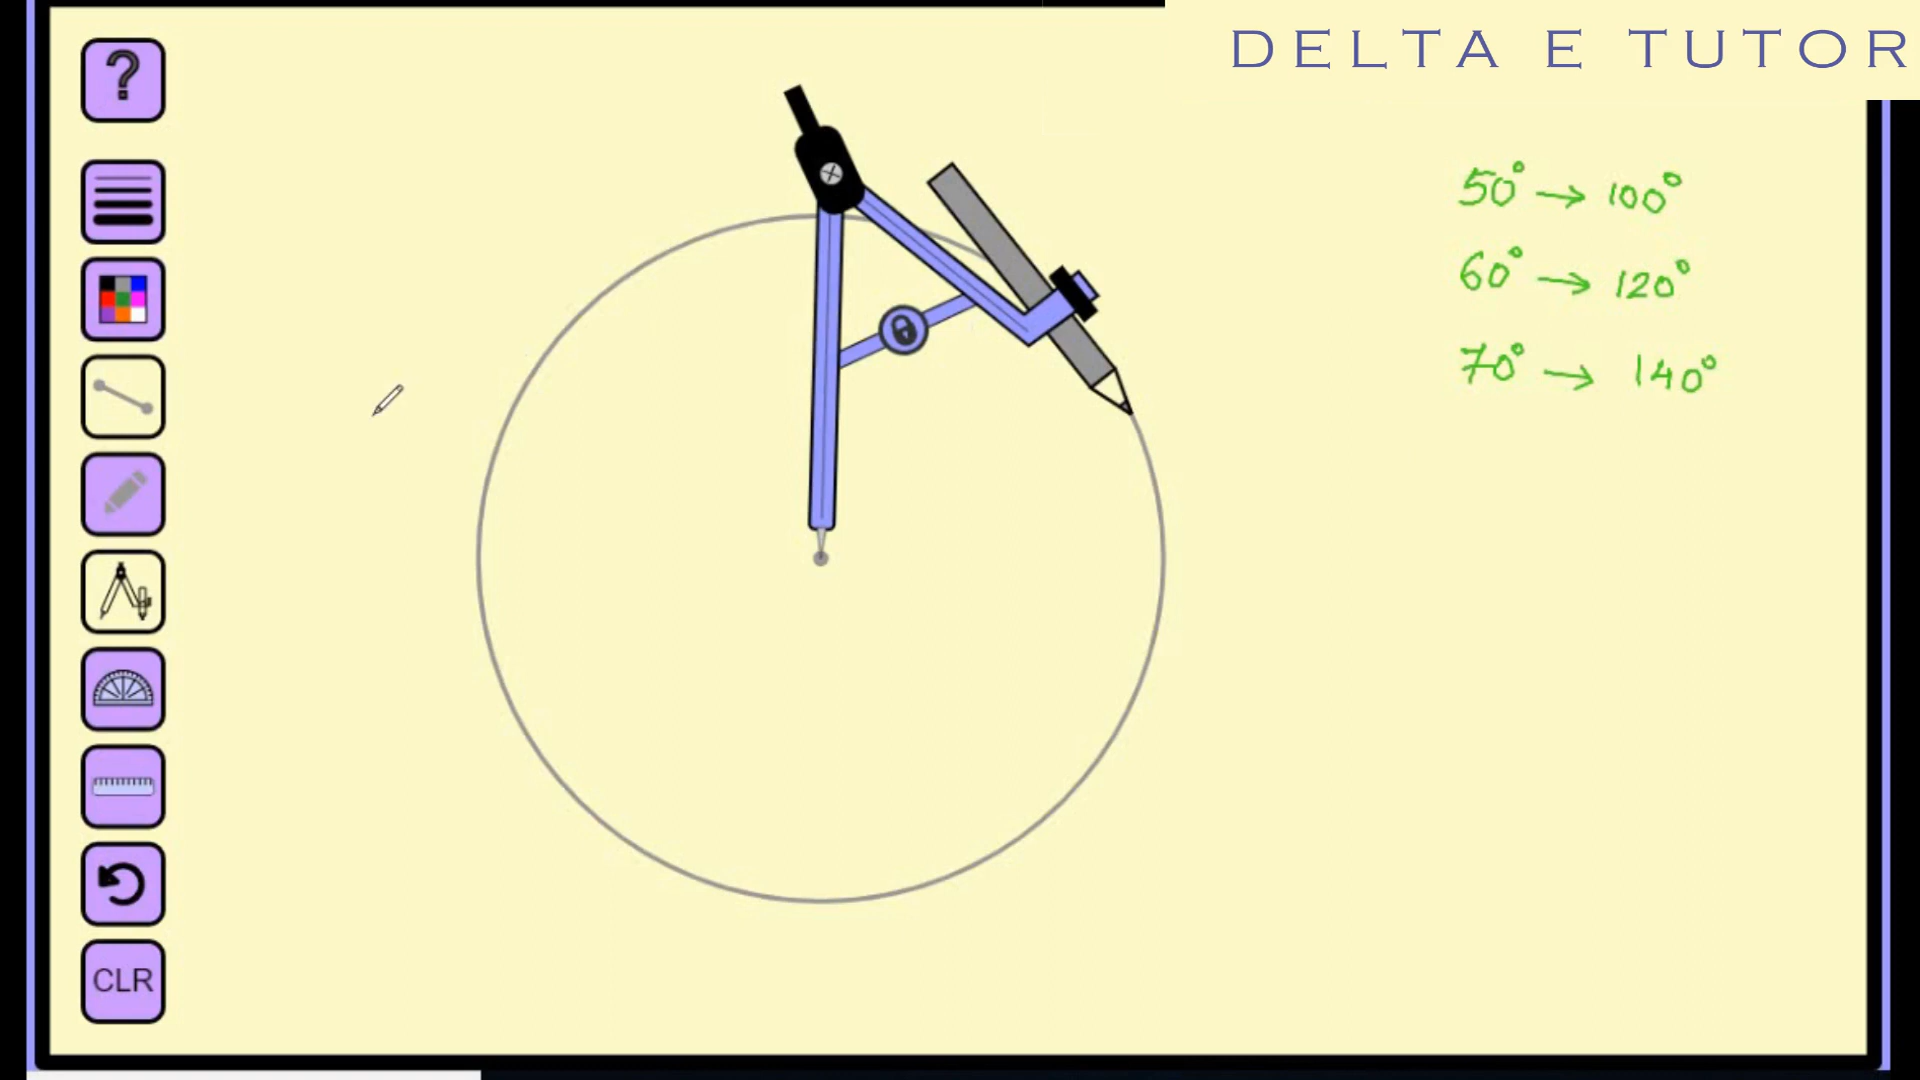 DELTA E TUTOR
?
50° → 100°
60° → 120°
70° → 140°
CLR